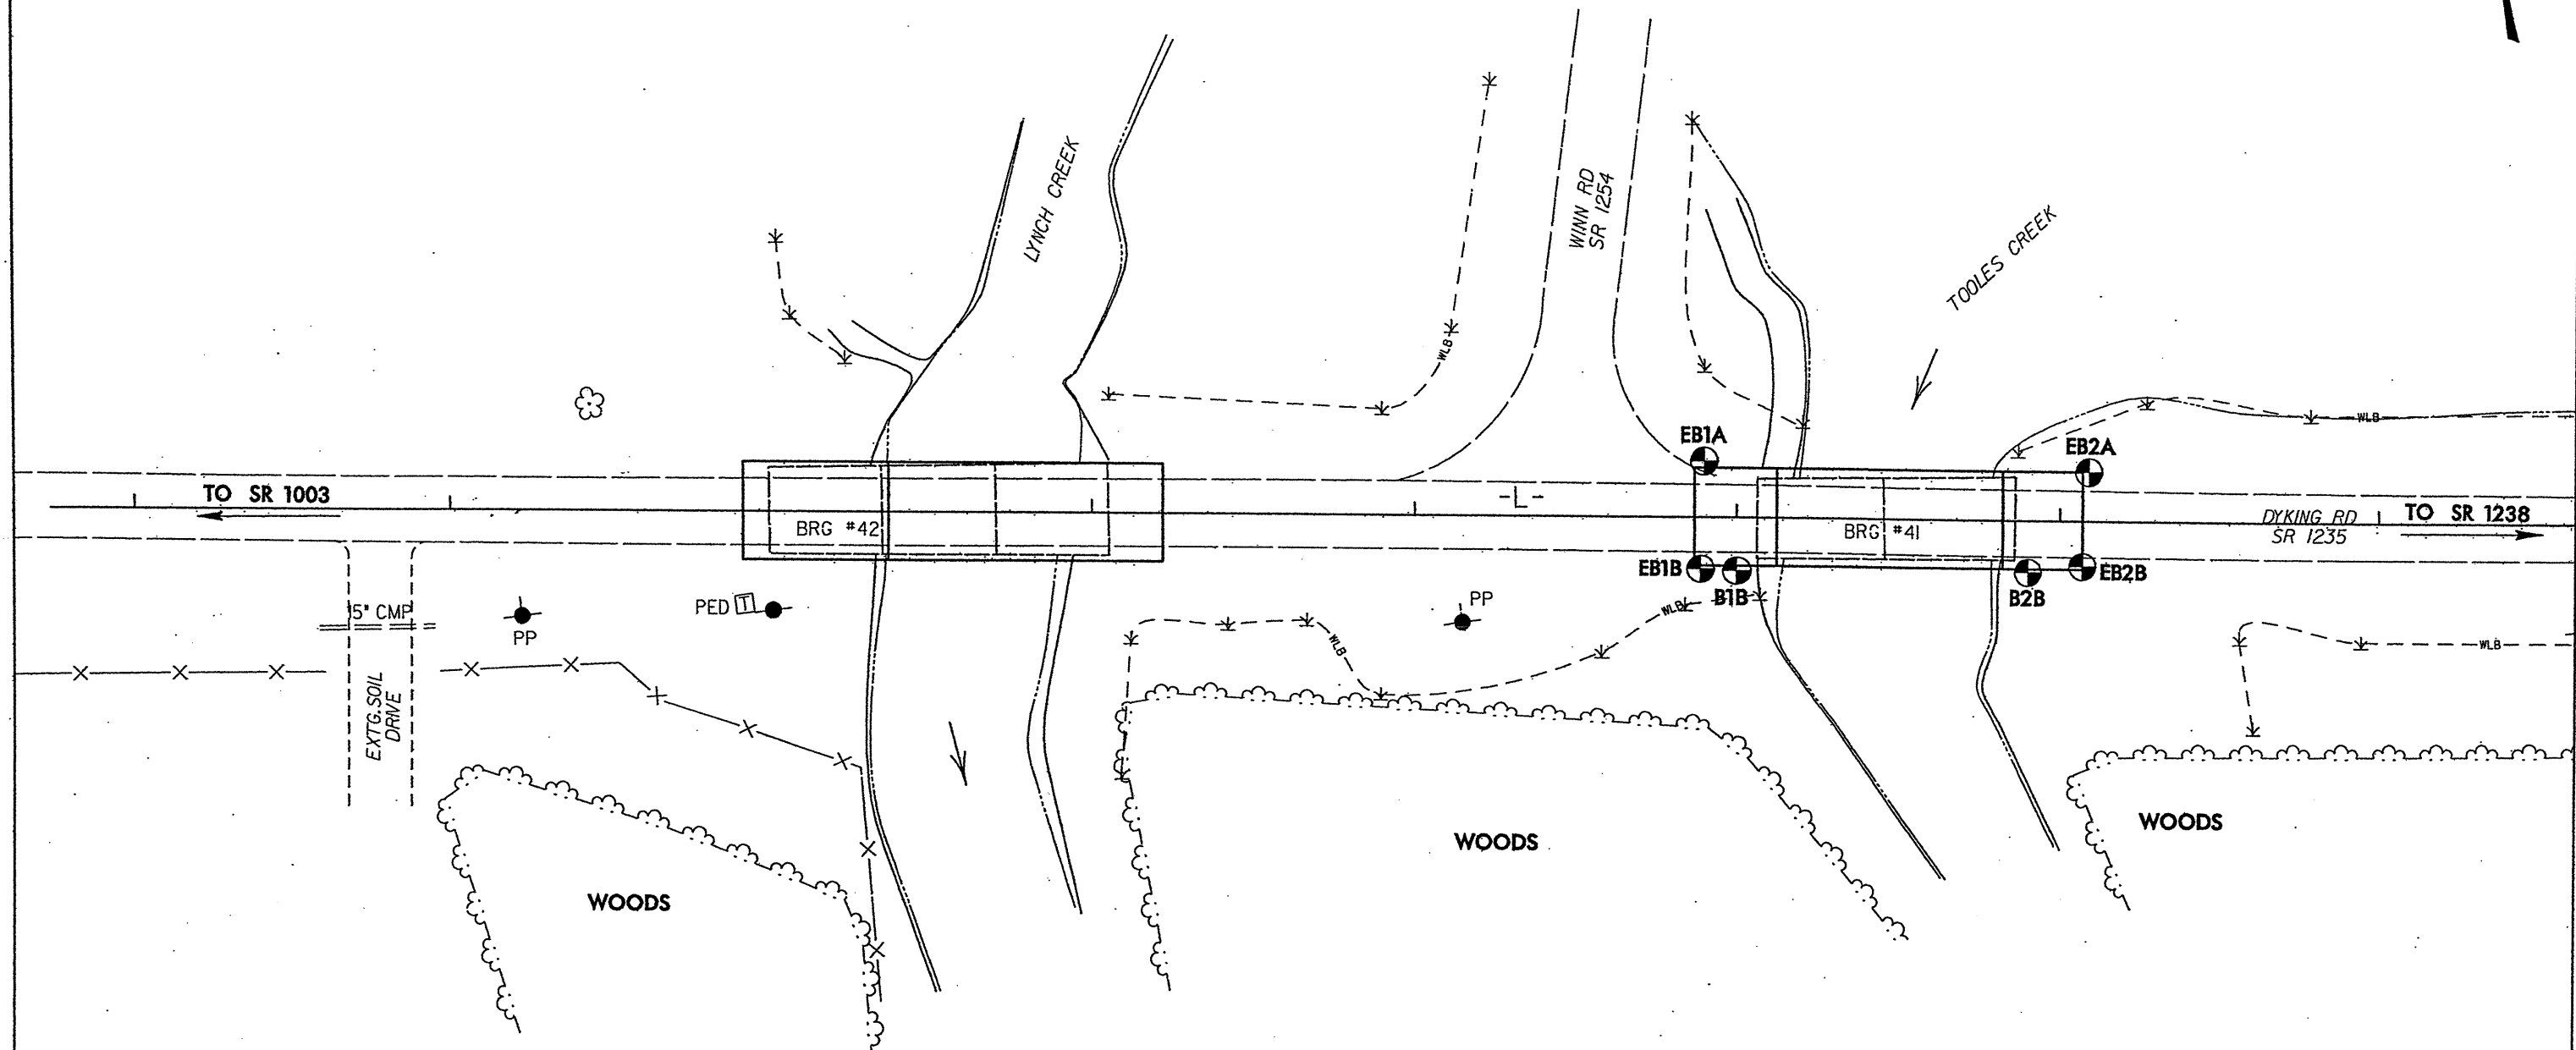 LYNCH CREEK
WINN RD
SR 1254
TOOLES CREEK
WLB
WLB
EB1A
EB2A
TO SR 1003
-L-
BRG #42
BRG #41
DYKING RD
SR 1235
TO SR 1238
EB1B
B1B
B2B
EB2B
15" CMP
PP
PED T
PP
WLB
WLB
WLB
EXTG. SOIL
DRIVE
WOODS
WOODS
WOODS